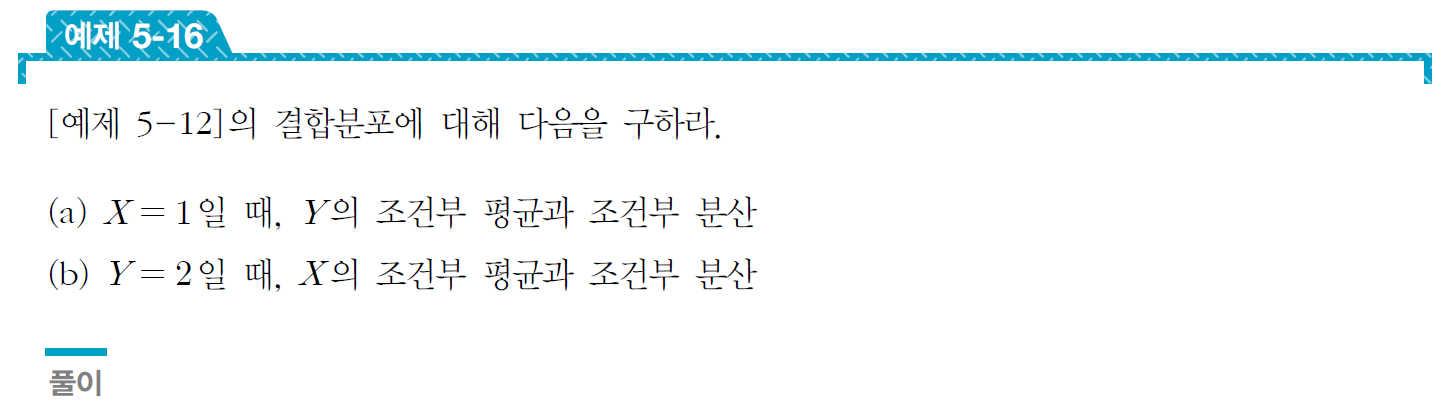 예제 5-16
[예제 5-12]의 결합분포에 대해 다음을 구하라.
(a) X=1일 때, Y의 조건부 평균과 조건부 분산
(b) Y=2일 때, X의 조건부 평균과 조건부 분산
풀이